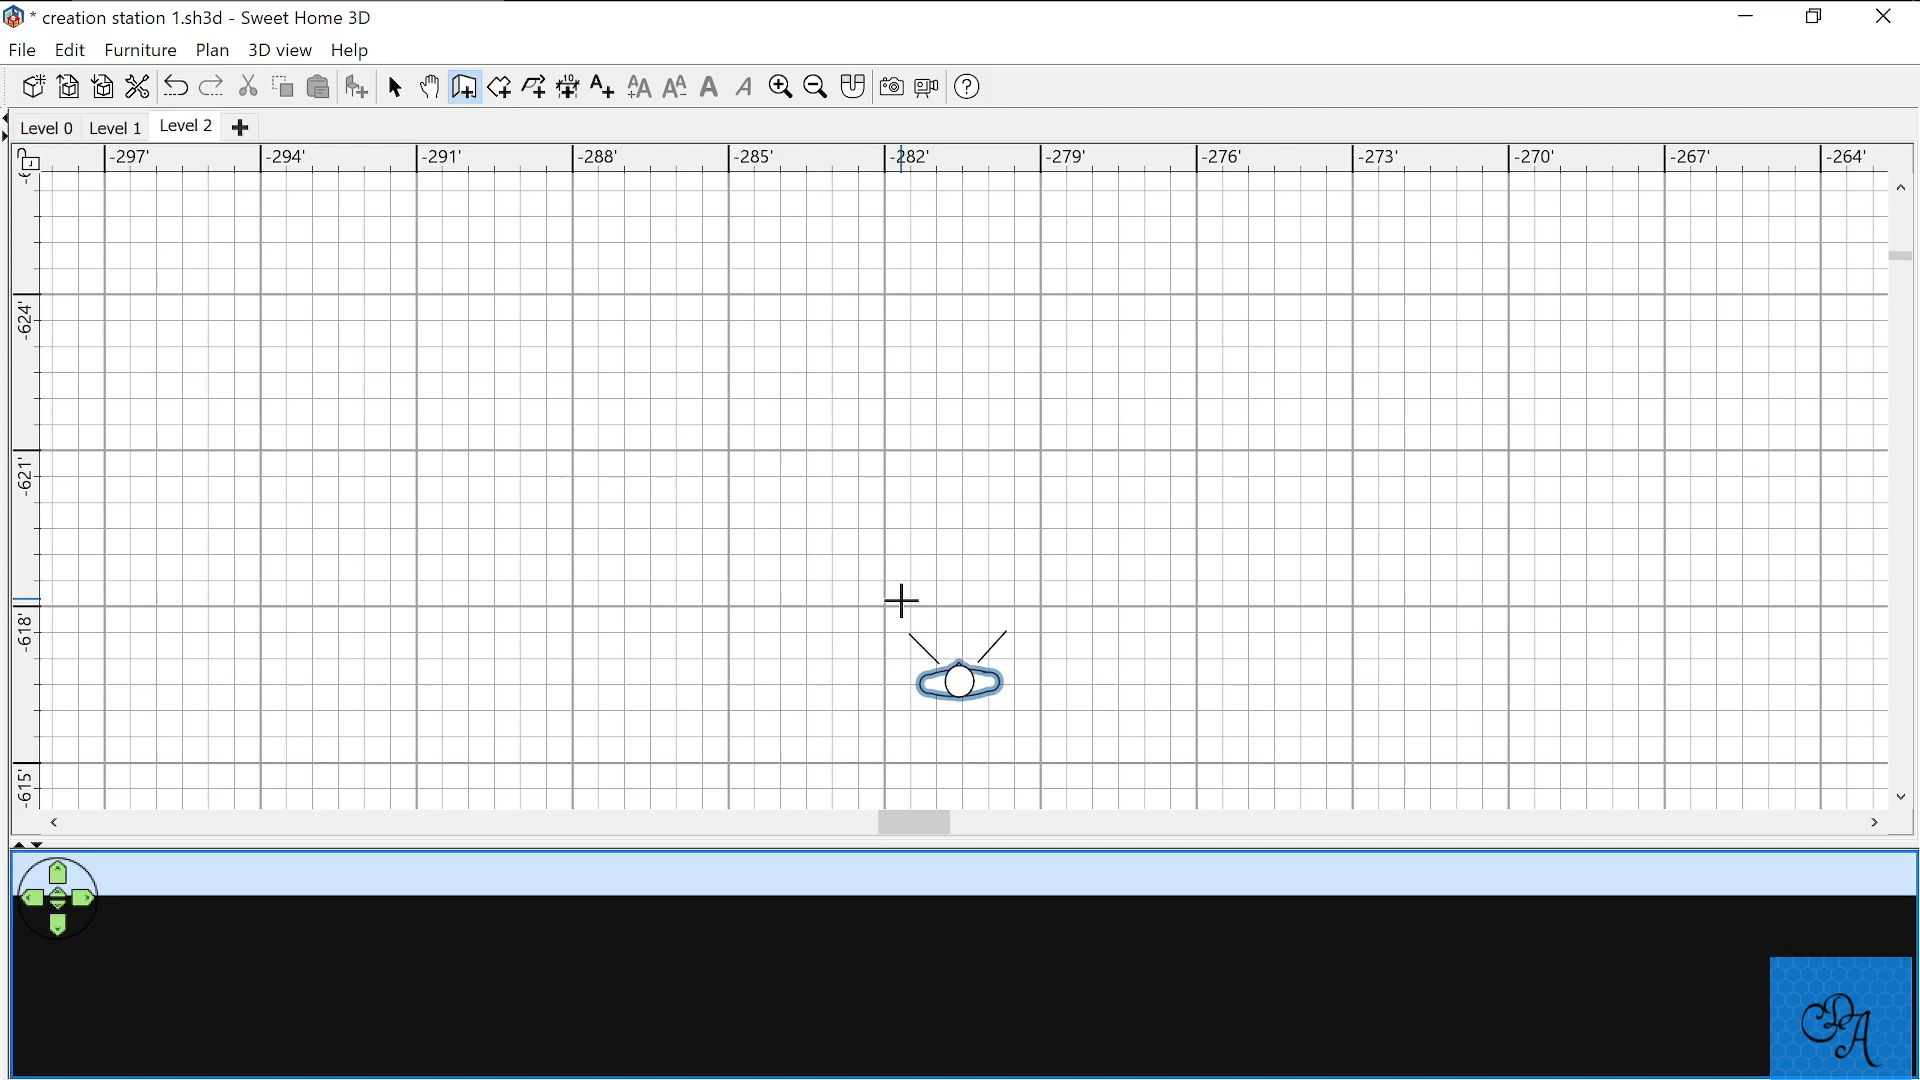 * creation station 1.sh3d - Sweet Home 3D
File Edit Furniture Plan 3D view Help
Level 0 Level 1 Level 2
-297' -294' -291' -288' -285' -282' -279' -276' -273' -270' -267' -264'
-624'
-621'
-618'
-615'
DA